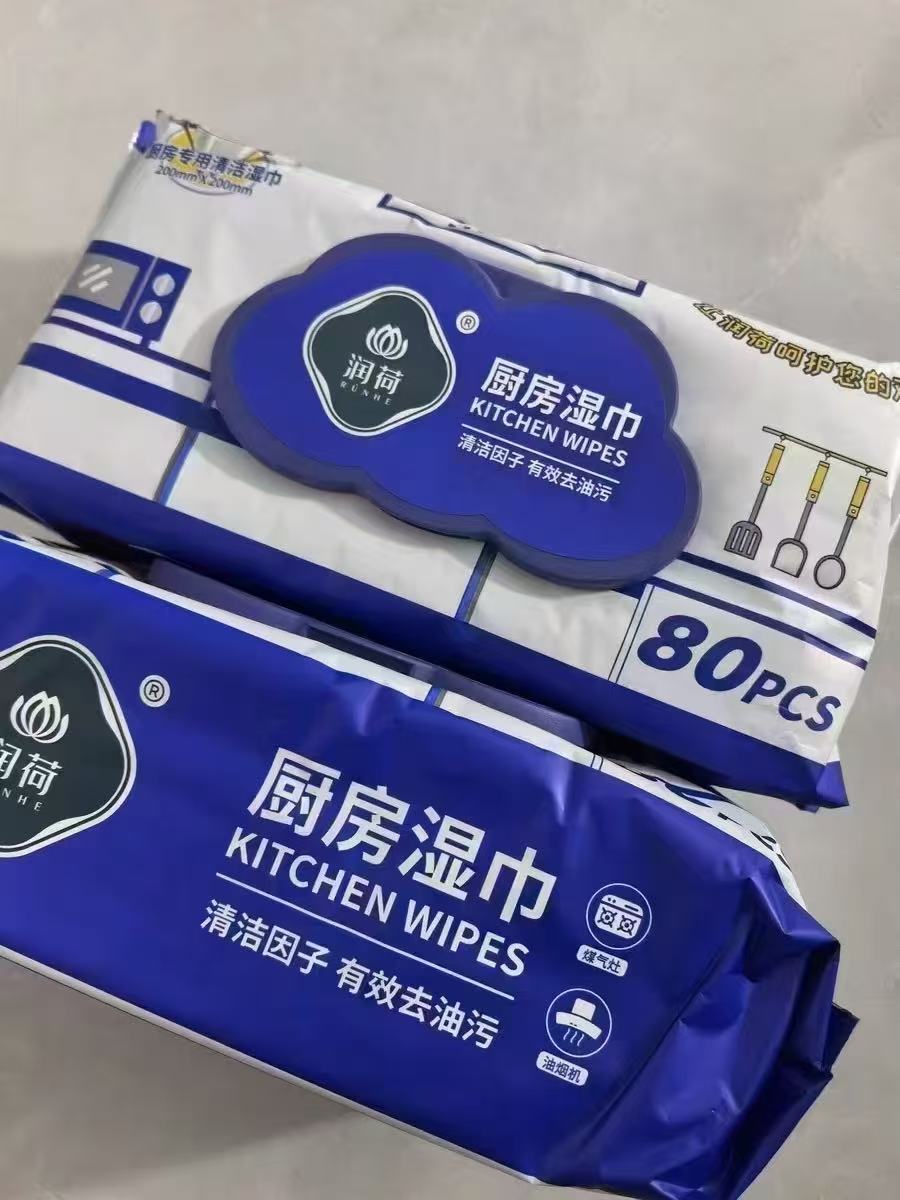 厨房专用清洁湿巾
200mm X 200mm
润荷呵护您的
润荷
RUNHE
®
厨房湿巾
KITCHEN WIPES
清洁因子 有效去油污
80PCS
润荷
®
厨房湿巾
KITCHEN WIPES
清洁因子 有效去油污
煤气灶
油烟机